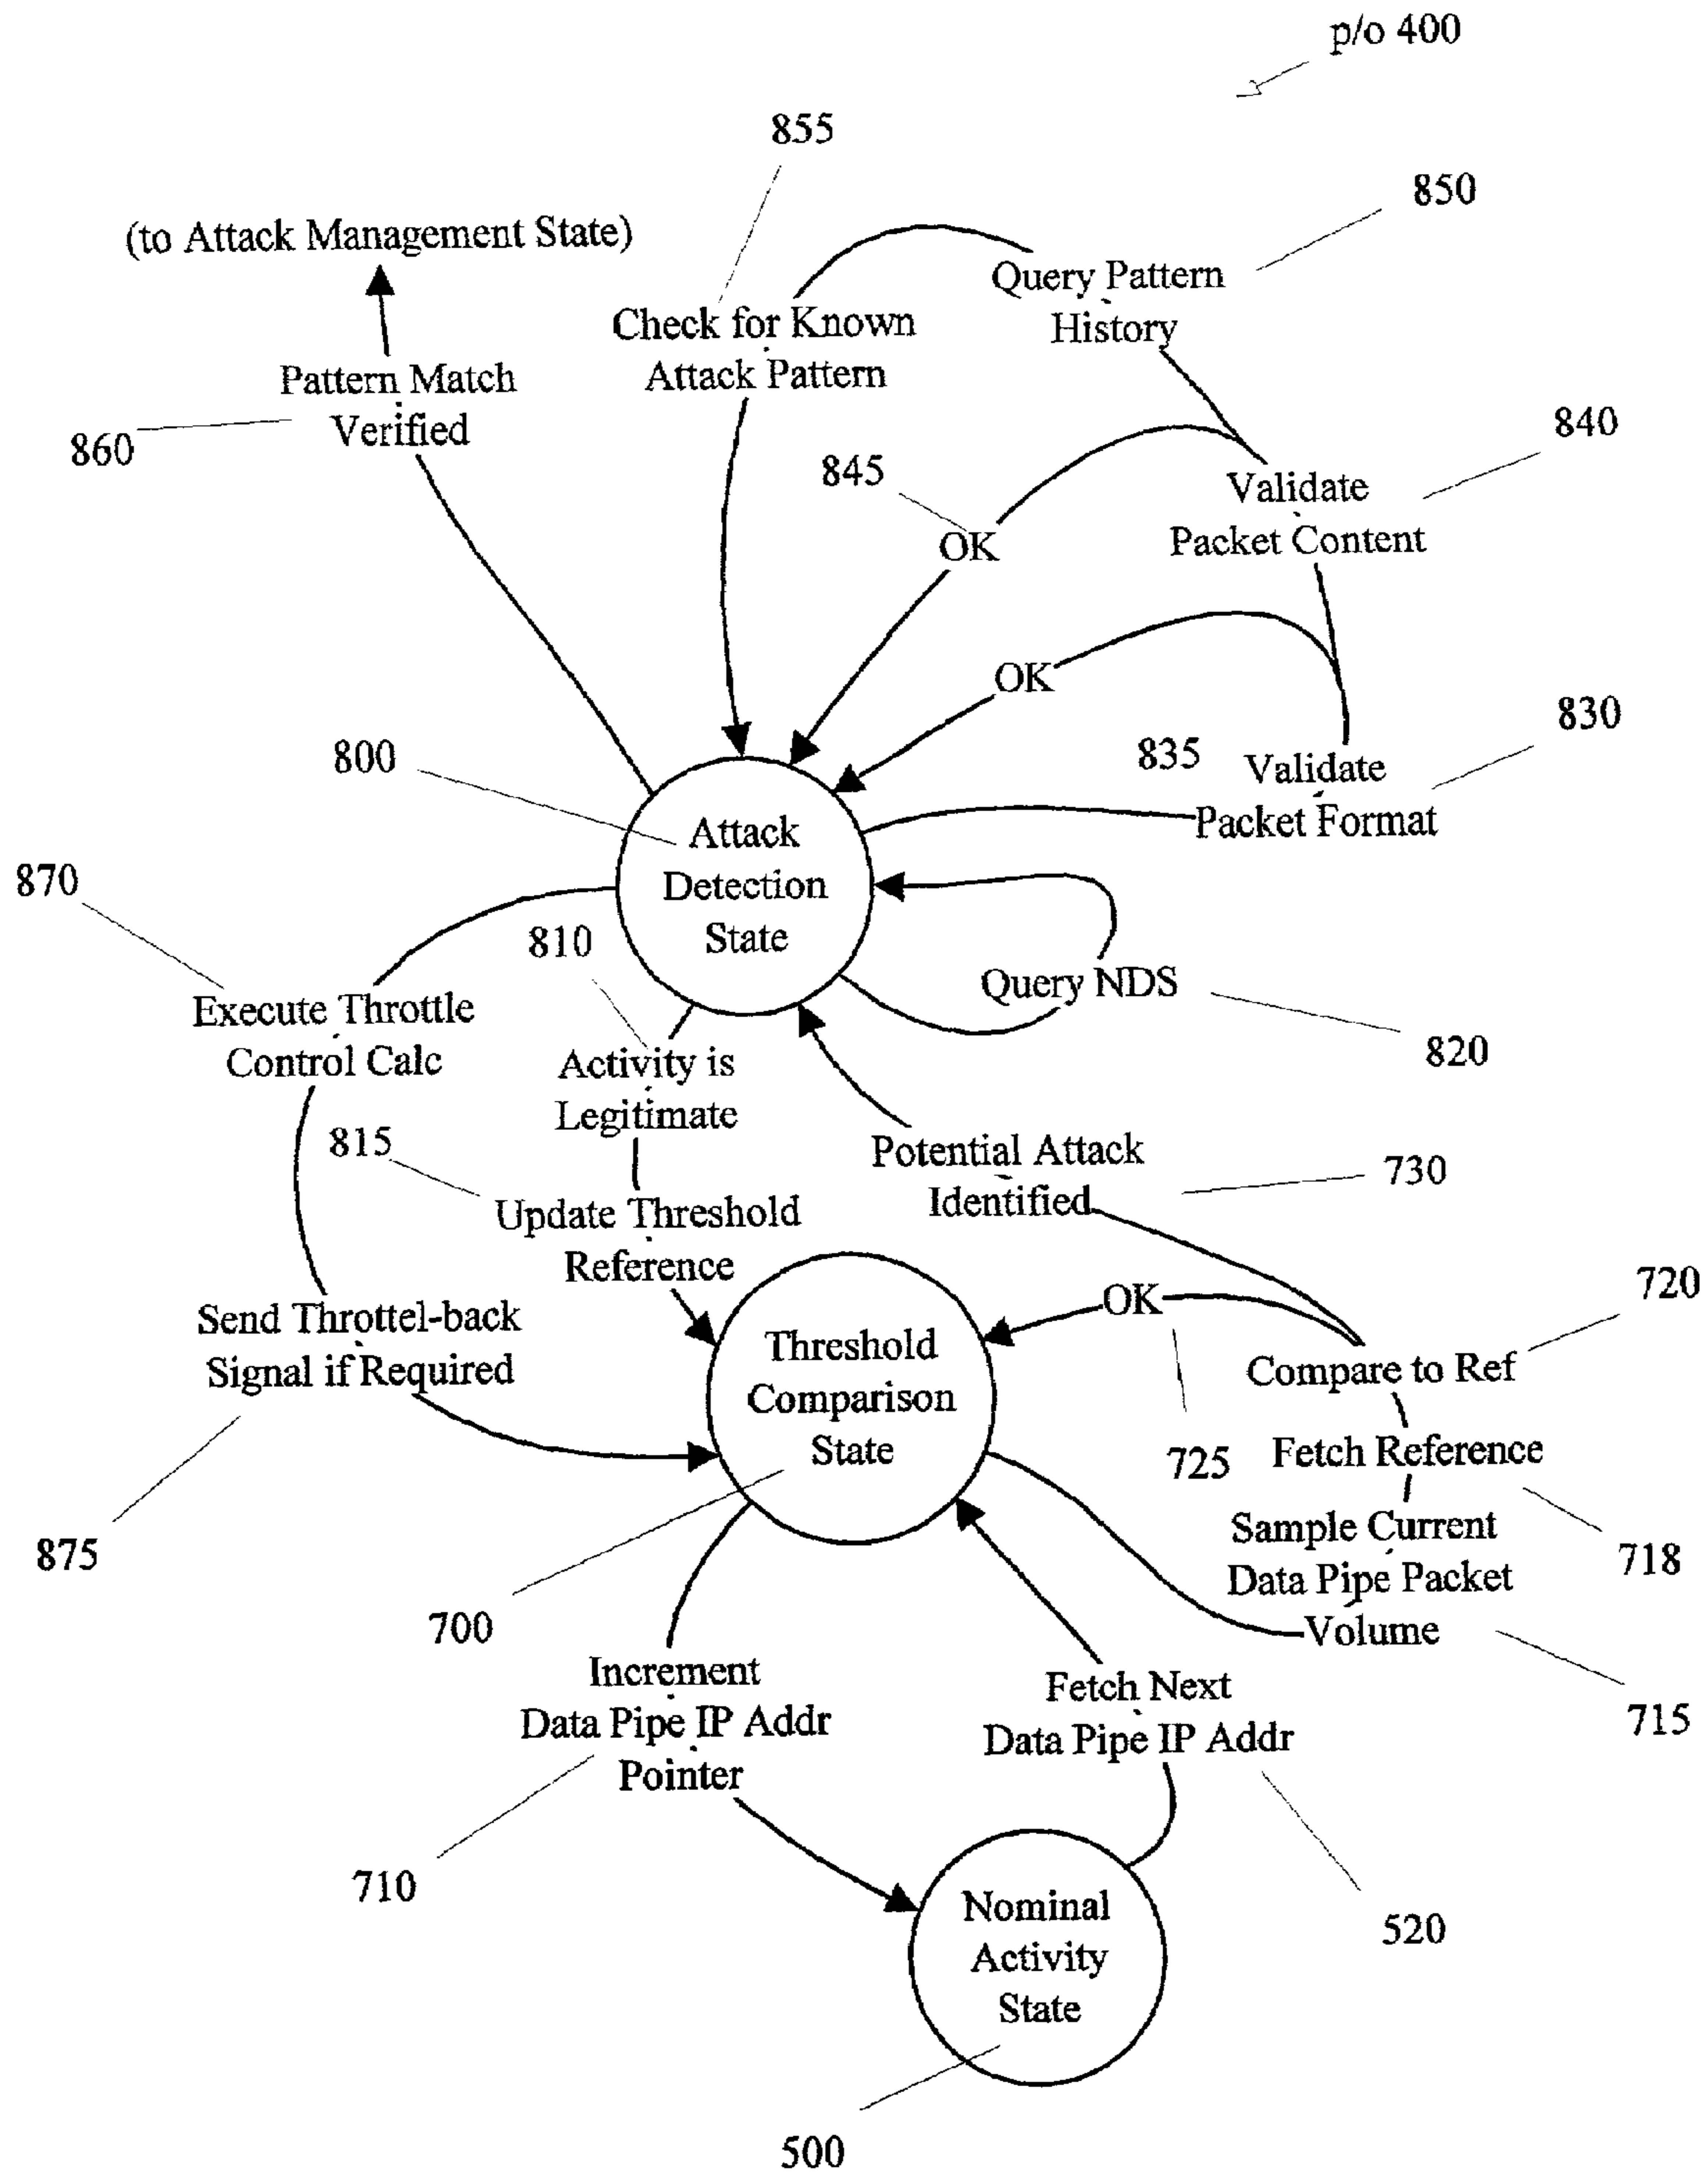 p/o 400
855
850
(to Attack Management State)
Query Pattern
History
Check for Known
Attack Pattern
Pattern Match
Verified
860
840
845
Validate
Packet Content
OK
OK
830
835
Validate
Packet Format
800
Attack
Detection
State
870
810
Query NDS
820
Execute Throttle
Control Calc
Activity is
Legitimate
815
Potential Attack
Identified
730
Update Threshold
Reference
720
OK
Send Throttel-back
Signal if Required
Threshold
Comparison
State
Compare to Ref
725
Fetch Reference
718
Sample Current
Data Pipe Packet
Volume
715
875
700
Increment
Data Pipe IP Addr
Pointer
Fetch Next
Data Pipe IP Addr
710
520
Nominal
Activity
State
500